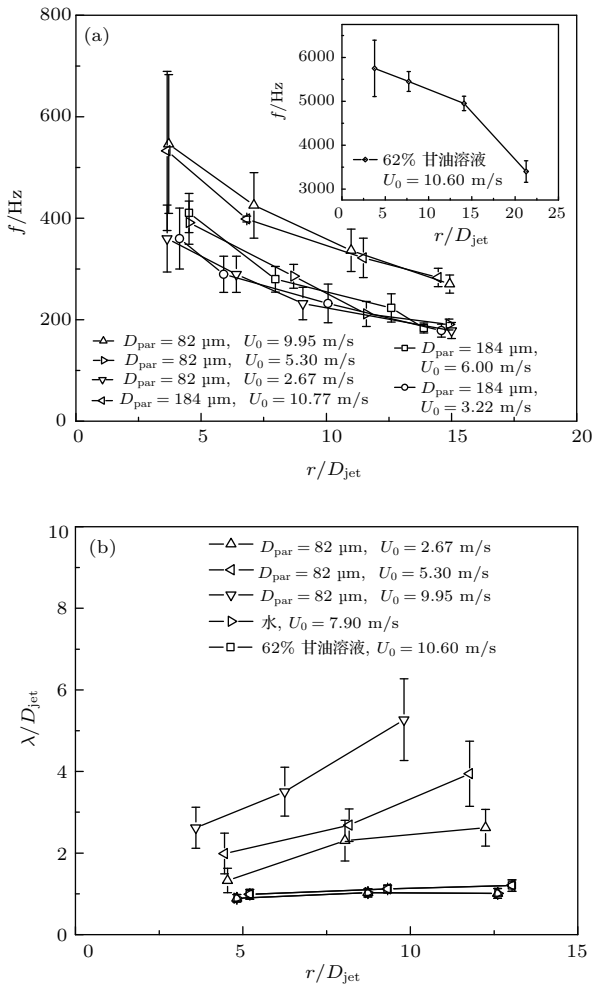 800
600
400
200
0
f/Hz
(a)
6000
5000
4000
3000
f/Hz
62% 甘油溶液
U0 = 10.60 m/s
0 5 10 15 20 25
r/Djet
Dpar = 82 µm, U0 = 9.95 m/s
Dpar = 82 µm, U0 = 5.30 m/s
Dpar = 82 µm, U0 = 2.67 m/s
Dpar = 184 µm, U0 = 10.77 m/s
Dpar = 184 µm,
U0 = 6.00 m/s
Dpar = 184 µm,
U0 = 3.22 m/s
0 5 10 15 20
r/Djet
10
8
6
4
2
0
λ/Djet
(b)
Dpar = 82 µm, U0 = 2.67 m/s
Dpar = 82 µm, U0 = 5.30 m/s
Dpar = 82 µm, U0 = 9.95 m/s
水, U0 = 7.90 m/s
62% 甘油溶液, U0 = 10.60 m/s
0 5 10 15
r/Djet